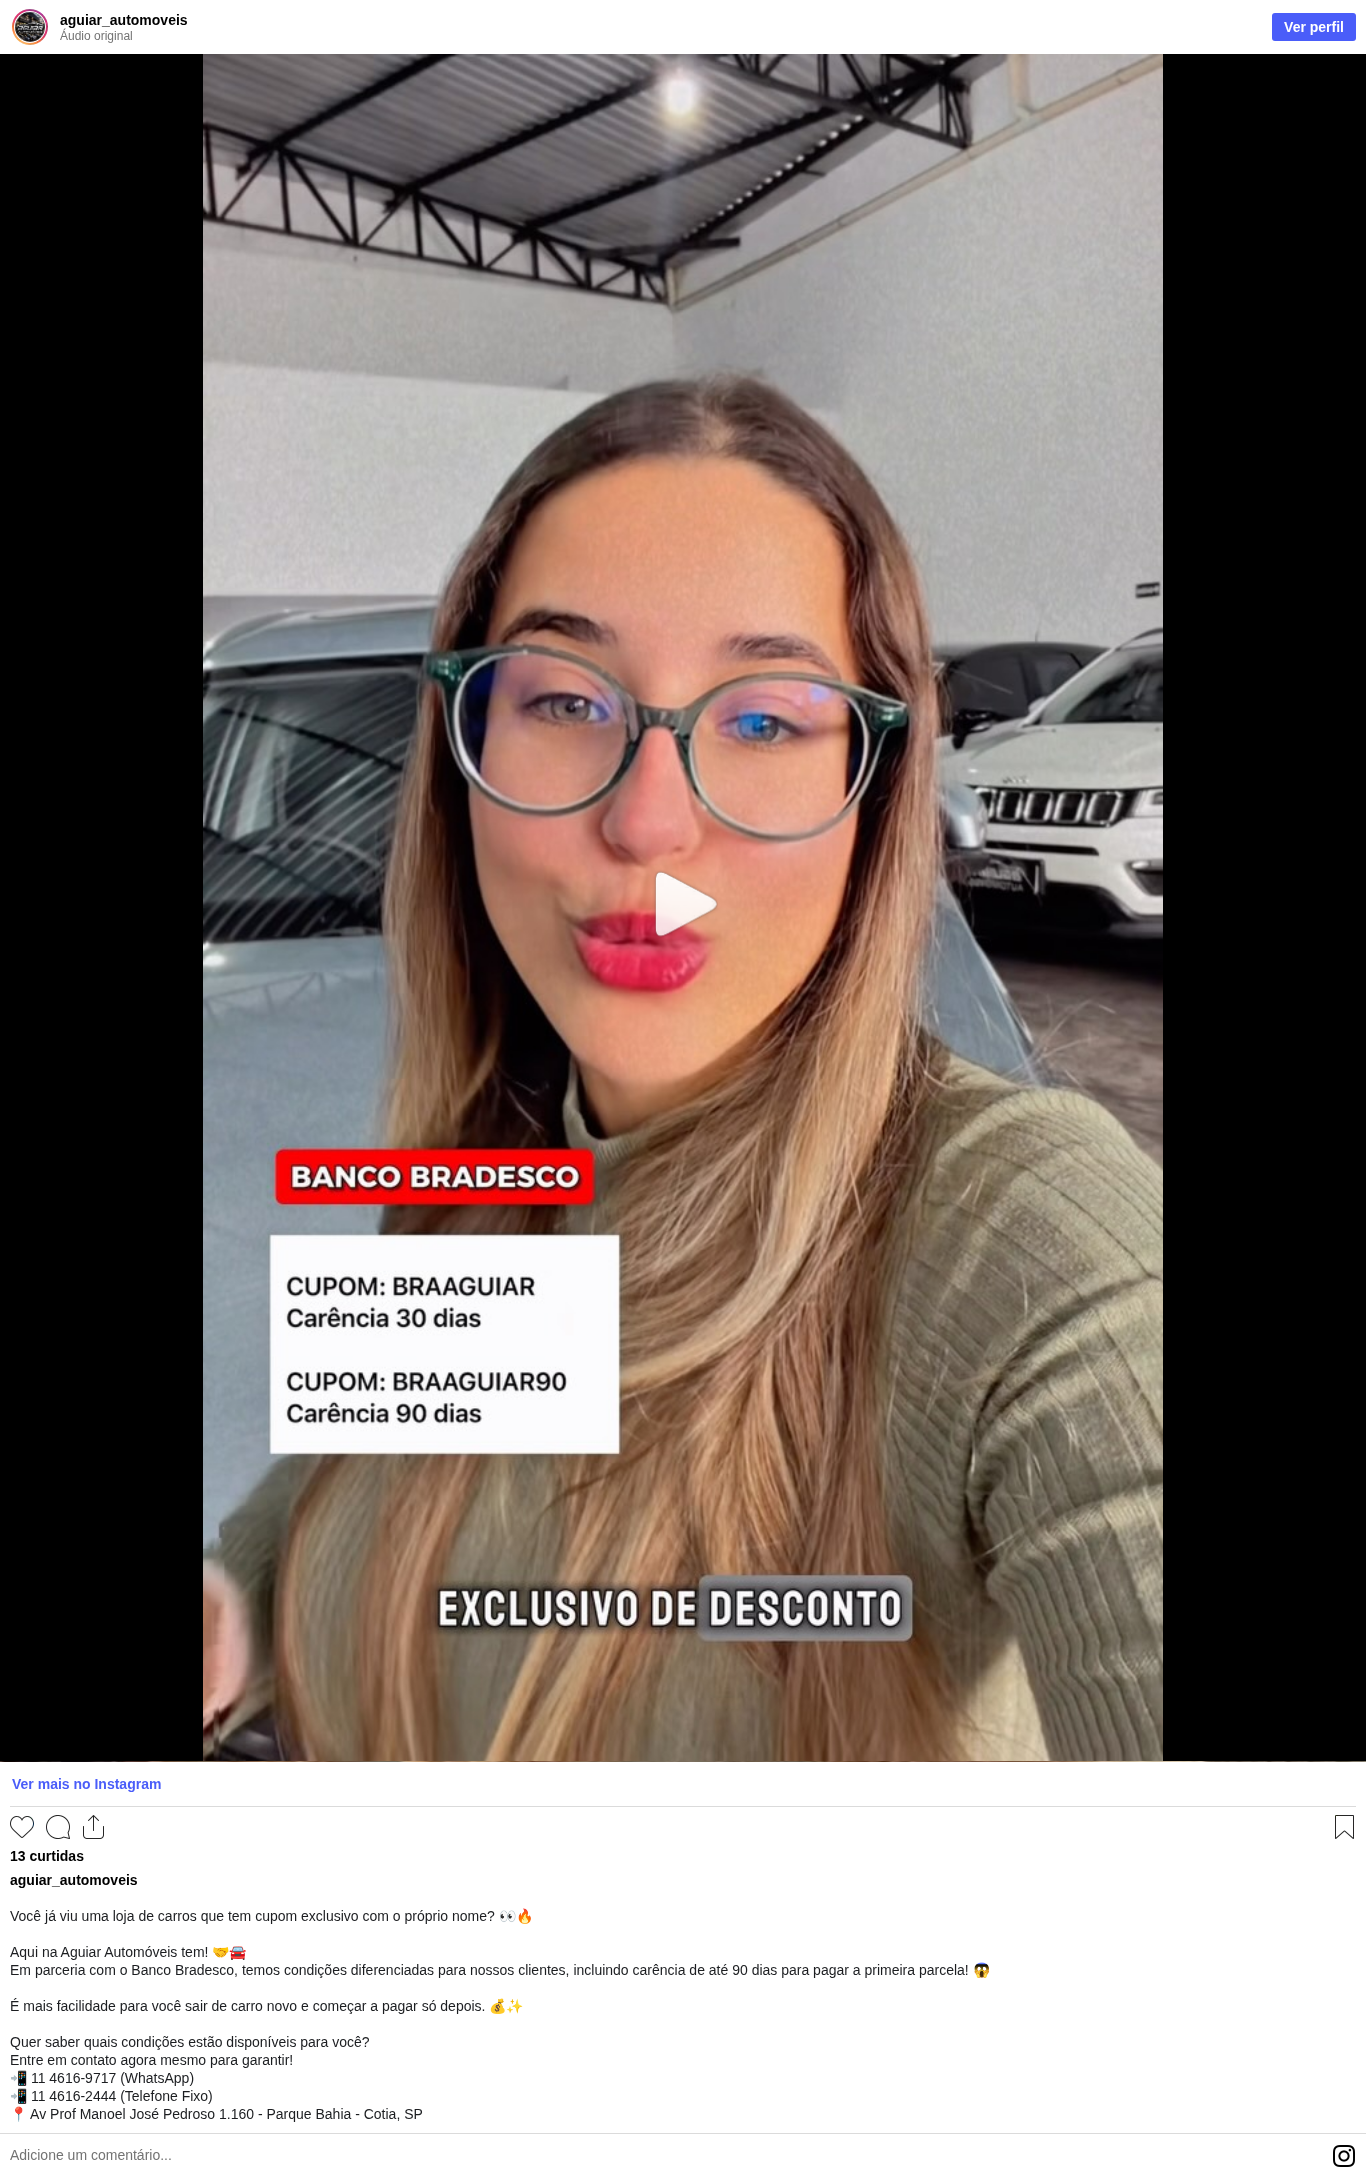 aguiar_automoveis
Áudio original
Ver perfil
Jeep
BANCO BRADESCO
CUPOM: BRAAGUIAR
Carência 30 dias
CUPOM: BRAAGUIAR90
Carência 90 dias
EXCLUSIVO DE DESCONTO
Ver mais no Instagram
13 curtidas
aguiar_automoveis
Você já viu uma loja de carros que tem cupom exclusivo com o próprio nome? 👀🔥
Aqui na Aguiar Automóveis tem! 🤝🚘
Em parceria com o Banco Bradesco, temos condições diferenciadas para nossos clientes, incluindo carência de até 90 dias para pagar a primeira parcela! 😱
É mais facilidade para você sair de carro novo e começar a pagar só depois. 💰✨
Quer saber quais condições estão disponíveis para você?
Entre em contato agora mesmo para garantir!
📲 11 4616-9717 (WhatsApp)
📲 11 4616-2444 (Telefone Fixo)
📍 Av Prof Manoel José Pedroso 1.160 - Parque Bahia - Cotia, SP
Adicione um comentário...